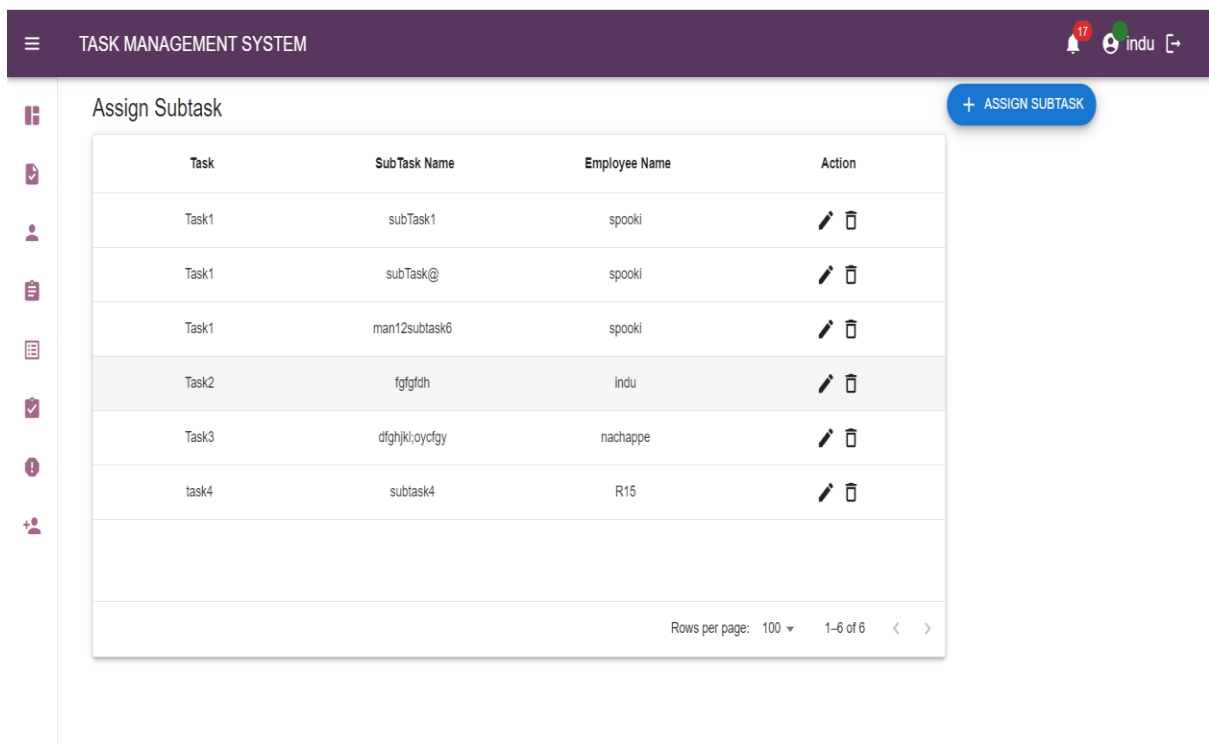 TASK MANAGEMENT SYSTEM 17 indu
Assign Subtask + ASSIGN SUBTASK
Task SubTask Name Employee Name Action
Task1 subTask1 spooki
Task1 subTask@ spooki
Task1 man12subtask6 spooki
Task2 fgfgfdh indu
Task3 dfghjkl;oycfgy nachappe
task4 subtask4 R15
Rows per page: 100 1–6 of 6